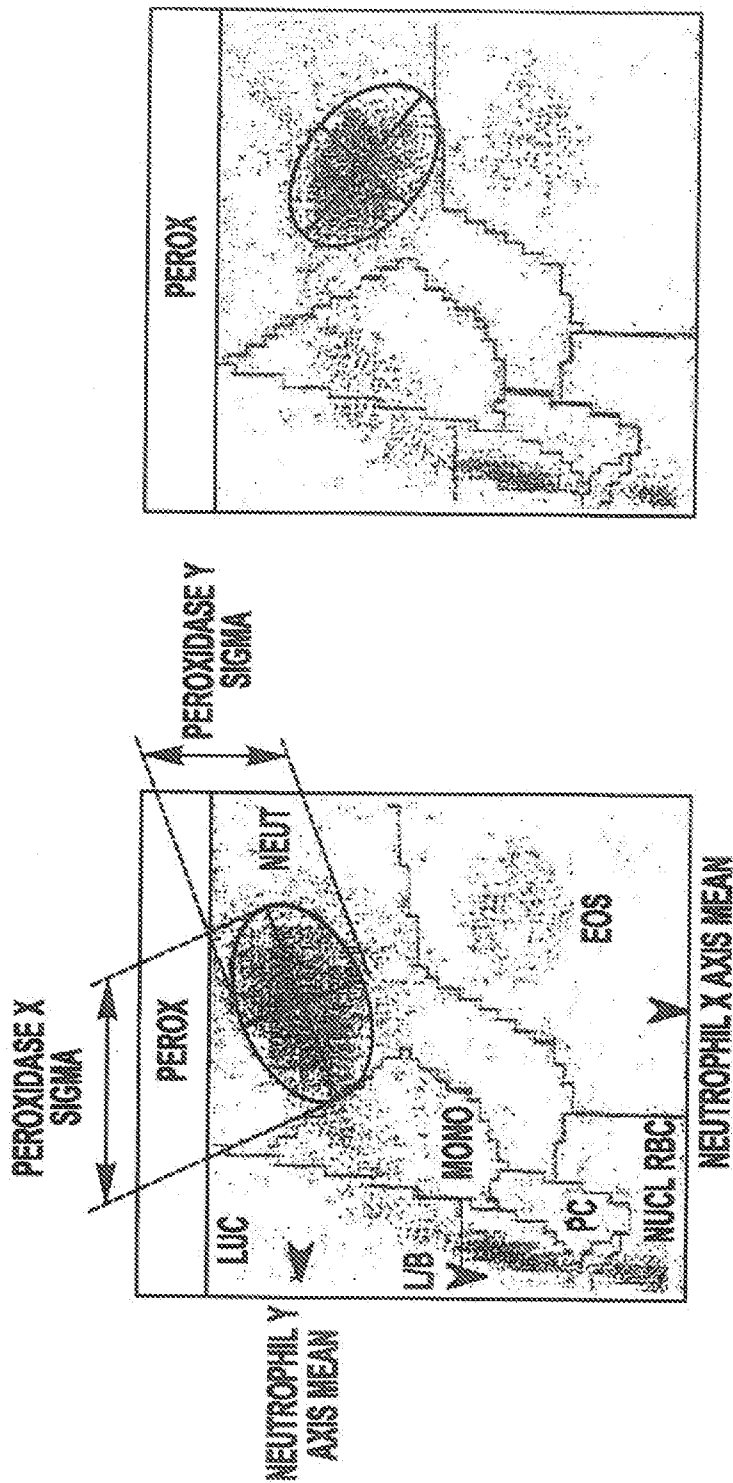 PEROXIDASE X
SIGMA
PEROXIDASE Y
SIGMA
PEROX
LUC
NEUT
NEUTROPHIL Y
AXIS MEAN
L/B
MONO
EOS
PC
NUCL RBC
NEUTROPHIL X AXIS MEAN
PEROX